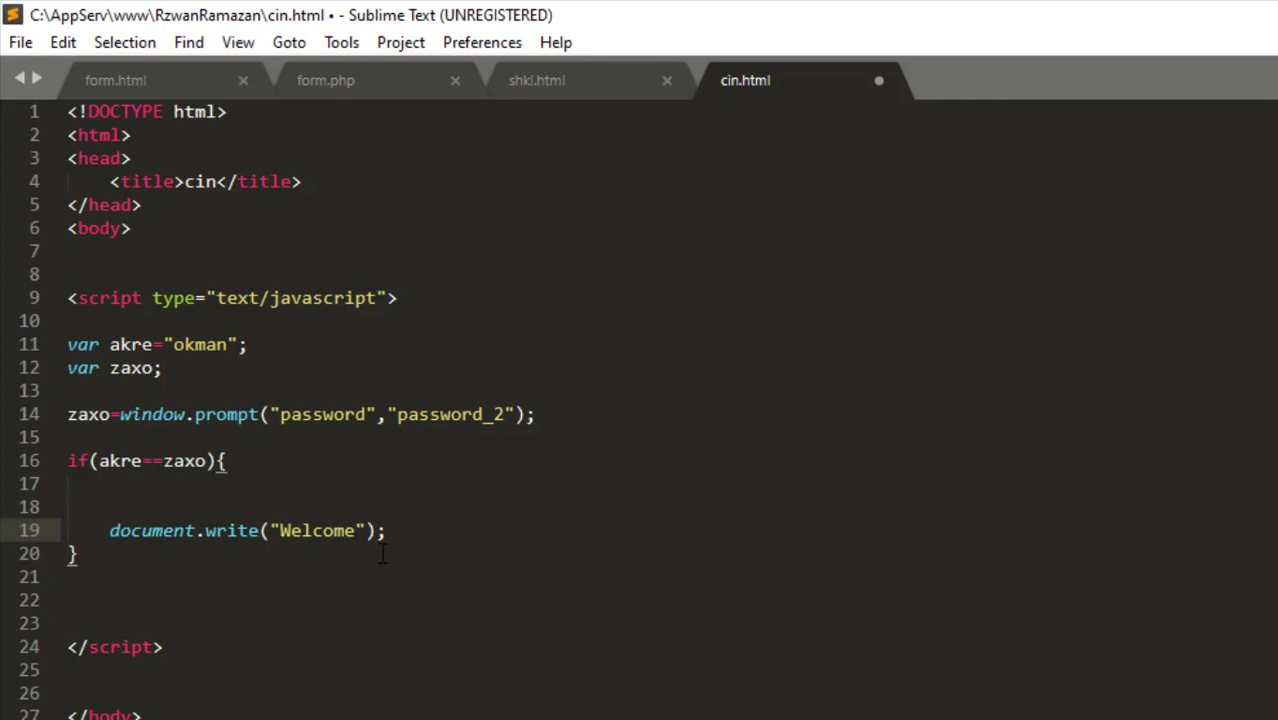 C:\AppServ\www\RzwanRamazan\cin.html • - Sublime Text (UNREGISTERED)
File Edit Selection Find View Goto Tools Project Preferences Help
form.html × form.php × shkl.html × cin.html
1 <!DOCTYPE html>
2 <html>
3 <head>
4 <title>cin</title>
5 </head>
6 <body>
7
8
9 <script type="text/javascript">
10
11 var akre="okman";
12 var zaxo;
13
14 zaxo=window.prompt("password","password_2");
15
16 if(akre==zaxo){
17
18
19 document.write("Welcome");
20 }
21
22
23
24 </script>
25
26
27 </body>